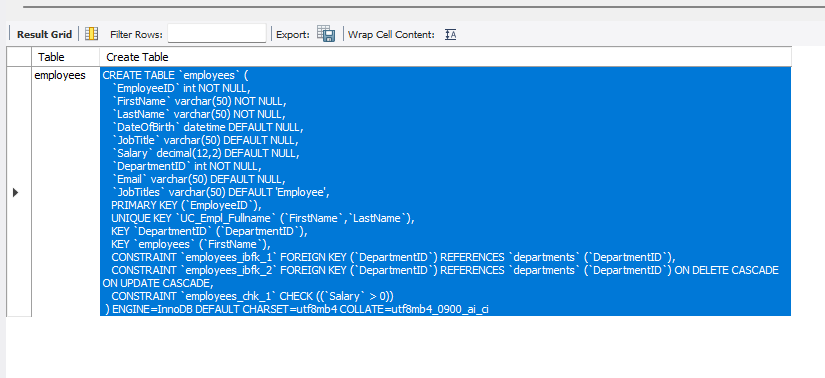 Result Grid Filter Rows: Export: Wrap Cell Content:
Table Create Table
employees CREATE TABLE `employees` (
`EmployeeID` int NOT NULL,
`FirstName` varchar(50) NOT NULL,
`LastName` varchar(50) NOT NULL,
`DateOfBirth` datetime DEFAULT NULL,
`JobTitle` varchar(50) DEFAULT NULL,
`Salary` decimal(12,2) DEFAULT NULL,
`DepartmentID` int NOT NULL,
`Email` varchar(50) DEFAULT NULL,
`JobTitles` varchar(50) DEFAULT 'Employee',
PRIMARY KEY (`EmployeeID`),
UNIQUE KEY `UC_Empl_Fullname` (`FirstName`,`LastName`),
KEY `DepartmentID` (`DepartmentID`),
KEY `employees` (`FirstName`),
CONSTRAINT `employees_ibfk_1` FOREIGN KEY (`DepartmentID`) REFERENCES `departments` (`DepartmentID`),
CONSTRAINT `employees_ibfk_2` FOREIGN KEY (`DepartmentID`) REFERENCES `departments` (`DepartmentID`) ON DELETE CASCADE
ON UPDATE CASCADE,
CONSTRAINT `employees_chk_1` CHECK ((`Salary` > 0))
) ENGINE=InnoDB DEFAULT CHARSET=utf8mb4 COLLATE=utf8mb4_0900_ai_ci